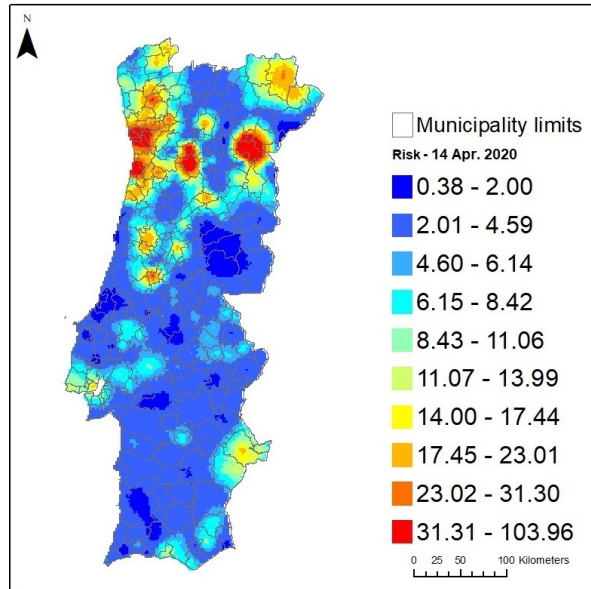 N
Municipality limits
Risk - 14 Apr. 2020
0.38 - 2.00
2.01 - 4.59
4.60 - 6.14
6.15 - 8.42
8.43 - 11.06
11.07 - 13.99
14.00 - 17.44
17.45 - 23.01
23.02 - 31.30
31.31 - 103.96
0 25 50 100 Kilometers